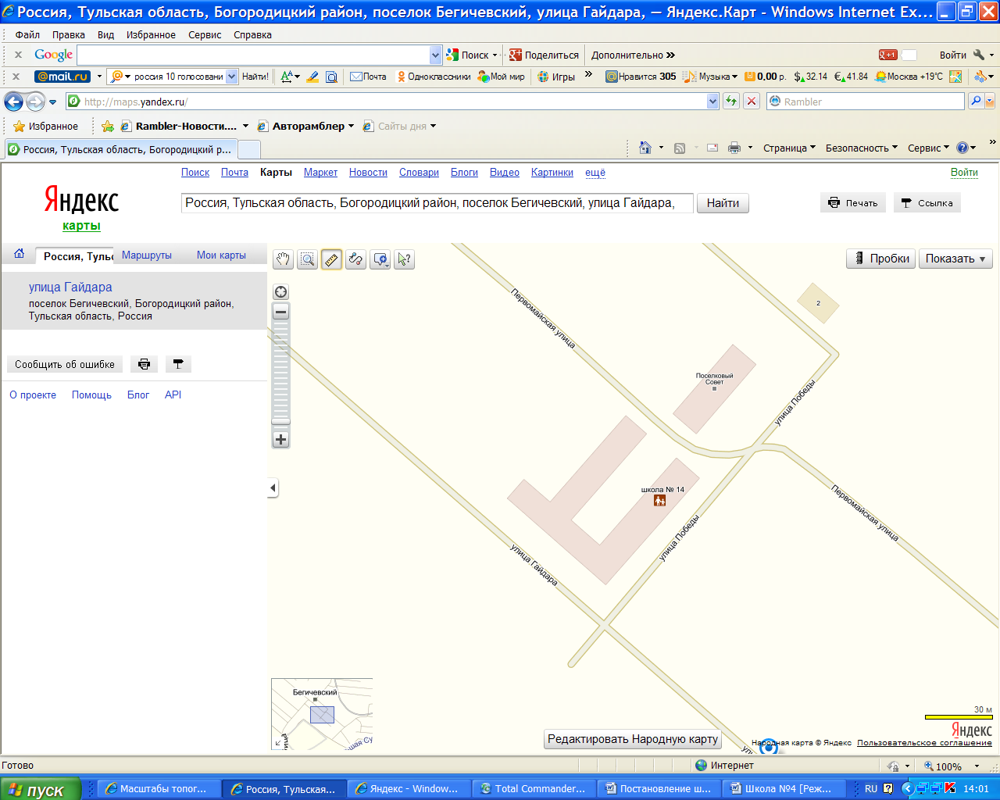 Россия, Тульская область, Богородицкий район, поселок Бегичевский, улица Гайдара, — Яндекс.Карт - Windows Internet Ex...
Файл Правка Вид Избранное Сервис Справка
x Google Поиск Поделиться Дополнительно » g +1 Войти
x @mail.ru россия 10 голосовани Найти! Почта Одноклассники Мой мир Игры » Нравится 305 Музыка 0,00 р. $ 32.14 € 41.84 Москва +19°C
http://maps.yandex.ru/ Rambler
Избранное Rambler-Новости.... Авторамблер Сайты дня
Россия, Тульская область, Богородицкий р... Страница Безопасность Сервис »
Поиск Почта Карты Маркет Новости Словари Блоги Видео Картинки ещё Войти
Яндекс
карты
Россия, Тульская область, Богородицкий район, поселок Бегичевский, улица Гайдара, Найти Печать Ссылка
Россия, Тульс Маршруты Мои карты
Пробки Показать
улица Гайдара
поселок Бегичевский, Богородицкий район,
Тульская область, Россия
Сообщить об ошибке
О проекте Помощь Блог API
Первомайская улица
2
Поселковый
Совет
улица Победы
школа № 14
улица Победы
Первомайская улица
улица Гайдара
Бегичевский
30 м
Яндекс
Редактировать Народную карту
Народная карта © Яндекс Пользовательское соглашение
Готово Интернет 100%
пуск Масштабы топог... Россия, Тульская... Яндекс - Window... Total Commander... Постановление ш... Школа №4 [Реж... RU 14:01